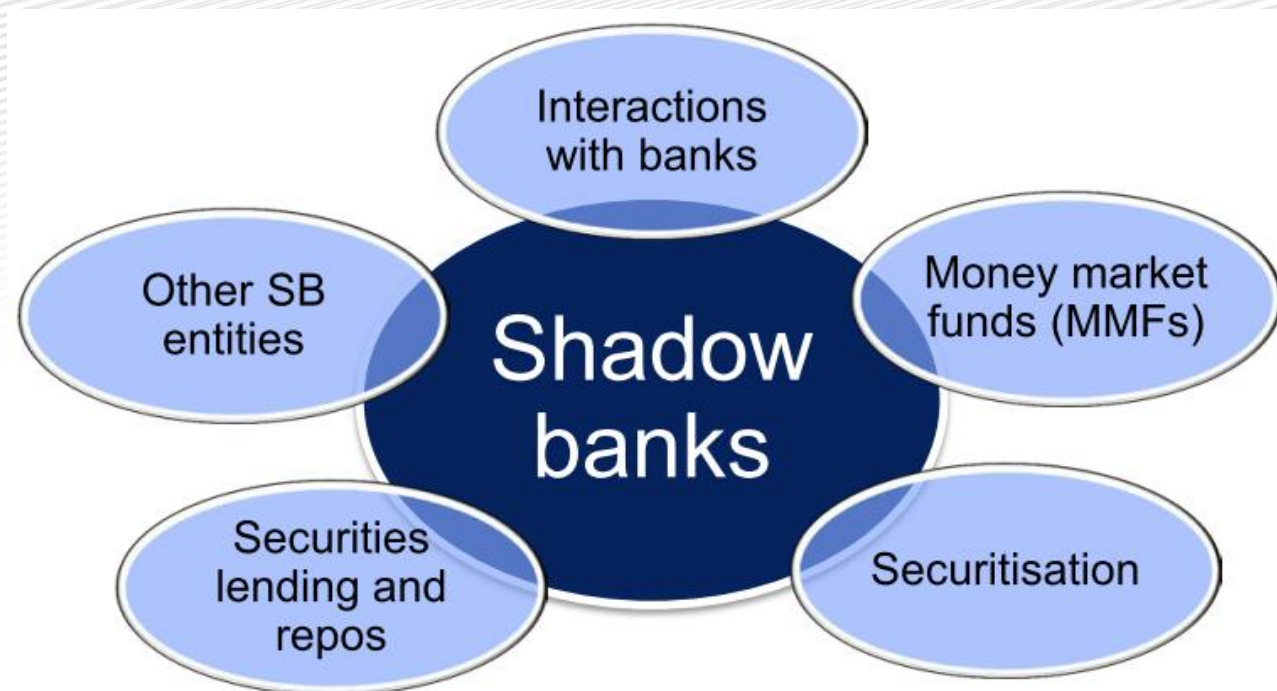 Interactions
with banks
Other SB
entities
Money market
funds (MMFs)
Shadow
banks
Securities
lending and
repos
Securitisation